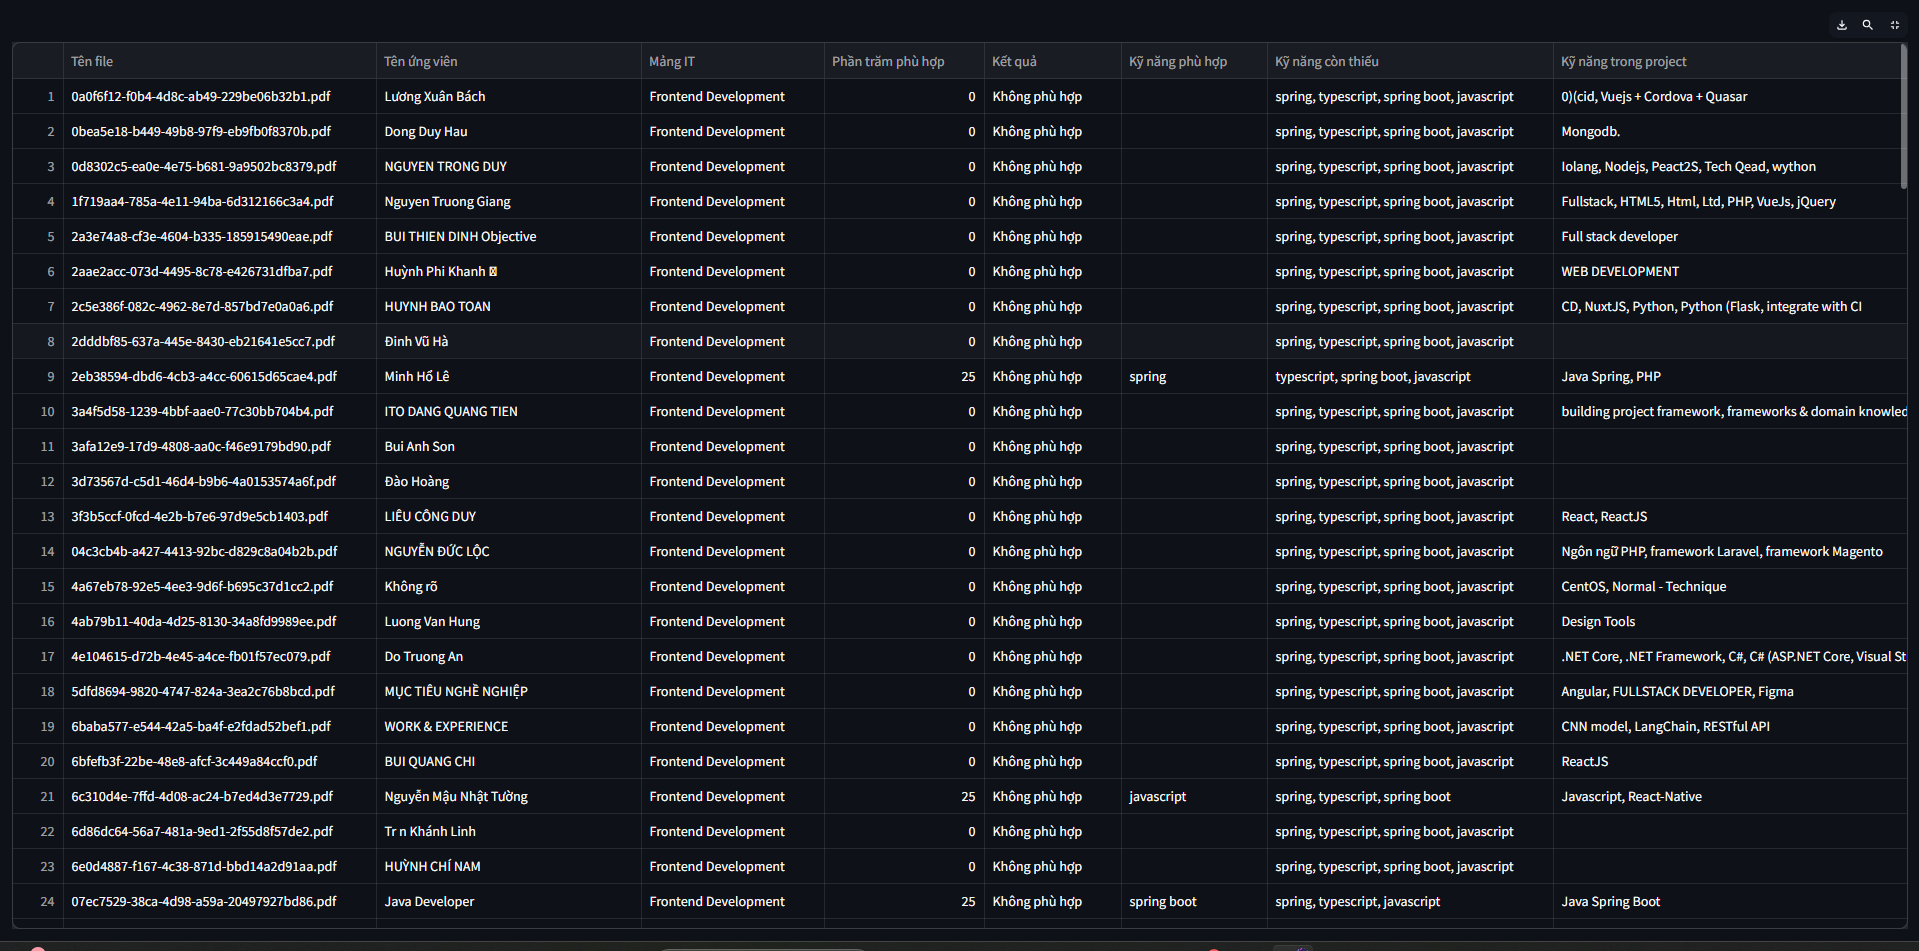 Tên file Tên ứng viên Mảng IT Phần trăm phù hợp Kết quả Kỹ năng phù hợp Kỹ năng còn thiếu Kỹ năng trong project
1 0a0f6f12-f0b4-4d8c-ab49-229be06b32b1.pdf Lương Xuân Bách Frontend Development 0 Không phù hợp spring, typescript, spring boot, javascript 0)(cid, Vuejs + Cordova + Quasar
2 0bea5e18-b449-49b8-97f9-eb9fb0f8370b.pdf Dong Duy Hau Frontend Development 0 Không phù hợp spring, typescript, spring boot, javascript Mongodb.
3 0d8302c5-ea0e-4e75-b681-9a9502bc8379.pdf NGUYEN TRONG DUY Frontend Development 0 Không phù hợp spring, typescript, spring boot, javascript Iolang, Nodejs, Peact2S, Tech Qead, wython
4 1f719aa4-785a-4e11-94ba-6d312166c3a4.pdf Nguyen Truong Giang Frontend Development 0 Không phù hợp spring, typescript, spring boot, javascript Fullstack, HTML5, Html, Ltd, PHP, VueJs, jQuery
5 2a3e74a8-cf3e-4604-b335-185915490eae.pdf BUI THIEN DINH Objective Frontend Development 0 Không phù hợp spring, typescript, spring boot, javascript Full stack developer
6 2aae2acc-073d-4495-8c78-e426731dfba7.pdf Huỳnh Phi Khanh Frontend Development 0 Không phù hợp spring, typescript, spring boot, javascript WEB DEVELOPMENT
7 2c5e386f-082c-4962-8e7d-857bd7e0a0a6.pdf HUYNH BAO TOAN Frontend Development 0 Không phù hợp spring, typescript, spring boot, javascript CD, NuxtJS, Python, Python (Flask, integrate with CI
8 2dddbf85-637a-445e-8430-eb21641e5cc7.pdf Đinh Vũ Hà Frontend Development 0 Không phù hợp spring, typescript, spring boot, javascript
9 2eb38594-dbd6-4cb3-a4cc-60615d65cae4.pdf Minh Hổ Lê Frontend Development 25 Không phù hợp spring typescript, spring boot, javascript Java Spring, PHP
10 3a4f5d58-1239-4bbf-aae0-77c30bb704b4.pdf ITO DANG QUANG TIEN Frontend Development 0 Không phù hợp spring, typescript, spring boot, javascript building project framework, frameworks & domain knowled
11 3afa12e9-17d9-4808-aa0c-f46e9179bd90.pdf Bui Anh Son Frontend Development 0 Không phù hợp spring, typescript, spring boot, javascript
12 3d73567d-c5d1-46d4-b9b6-4a0153574a6f.pdf Đào Hoàng Frontend Development 0 Không phù hợp spring, typescript, spring boot, javascript
13 3f3b5ccf-0fcd-4e2b-b7e6-97d9e5cb1403.pdf LIÊU CÔNG DUY Frontend Development 0 Không phù hợp spring, typescript, spring boot, javascript React, ReactJS
14 04c3cb4b-a427-4413-92bc-d829c8a04b2b.pdf NGUYỄN ĐỨC LỘC Frontend Development 0 Không phù hợp spring, typescript, spring boot, javascript Ngôn ngữ PHP, framework Laravel, framework Magento
15 4a67eb78-92e5-4ee3-9d6f-b695c37d1cc2.pdf Không rõ Frontend Development 0 Không phù hợp spring, typescript, spring boot, javascript CentOS, Normal - Technique
16 4ab79b11-40da-4d25-8130-34a8fd9989ee.pdf Luong Van Hung Frontend Development 0 Không phù hợp spring, typescript, spring boot, javascript Design Tools
17 4e104615-d72b-4e45-a4ce-fb01f57ec079.pdf Do Truong An Frontend Development 0 Không phù hợp spring, typescript, spring boot, javascript .NET Core, .NET Framework, C#, C# (ASP.NET Core, Visual St
18 5dfd8694-9820-4747-824a-3ea2c76b8bcd.pdf MỤC TIÊU NGHỀ NGHIỆP Frontend Development 0 Không phù hợp spring, typescript, spring boot, javascript Angular, FULLSTACK DEVELOPER, Figma
19 6baba577-e544-42a5-ba4f-e2fdad52bef1.pdf WORK & EXPERIENCE Frontend Development 0 Không phù hợp spring, typescript, spring boot, javascript CNN model, LangChain, RESTful API
20 6bfefb3f-22be-48e8-afcf-3c449a84ccf0.pdf BUI QUANG CHI Frontend Development 0 Không phù hợp spring, typescript, spring boot, javascript ReactJS
21 6c310d4e-7ffd-4d08-ac24-b7ed4d3e7729.pdf Nguyễn Mậu Nhật Tường Frontend Development 25 Không phù hợp javascript spring, typescript, spring boot Javascript, React-Native
22 6d86dc64-56a7-481a-9ed1-2f55d8f57de2.pdf Tr n Khánh Linh Frontend Development 0 Không phù hợp spring, typescript, spring boot, javascript
23 6e0d4887-f167-4c38-871d-bbd14a2d91aa.pdf HUỲNH CHÍ NAM Frontend Development 0 Không phù hợp spring, typescript, spring boot, javascript
24 07ec7529-38ca-4d98-a59a-20497927bd86.pdf Java Developer Frontend Development 25 Không phù hợp spring boot spring, typescript, javascript Java Spring Boot